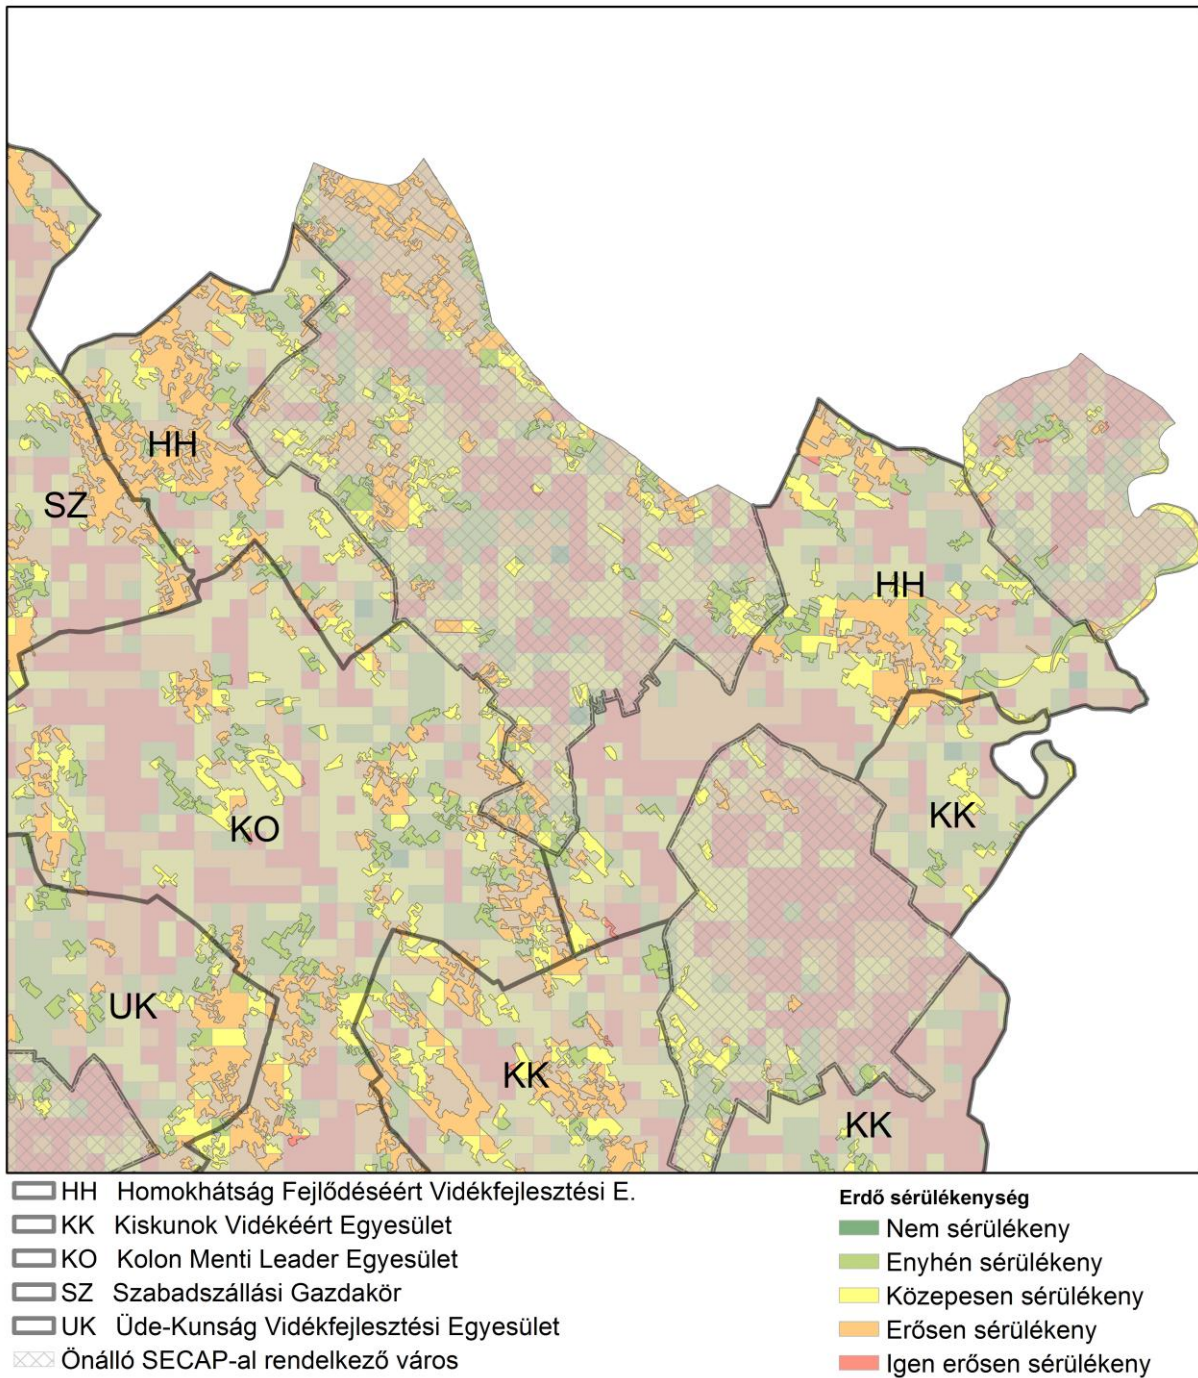 HH
SZ
HH
KO
KK
UK
KK
KK
HH Homokhátság Fejlődéséért Vidékfejlesztési E.
KK Kiskunok Vidékéért Egyesület
KO Kolon Menti Leader Egyesület
SZ Szabadszállási Gazdakör
UK Üde-Kunság Vidékfejlesztési Egyesület
Önálló SECAP-al rendelkező város
Erdő sérülékenység
Nem sérülékeny
Enyhén sérülékeny
Közepesen sérülékeny
Erősen sérülékeny
Igen erősen sérülékeny